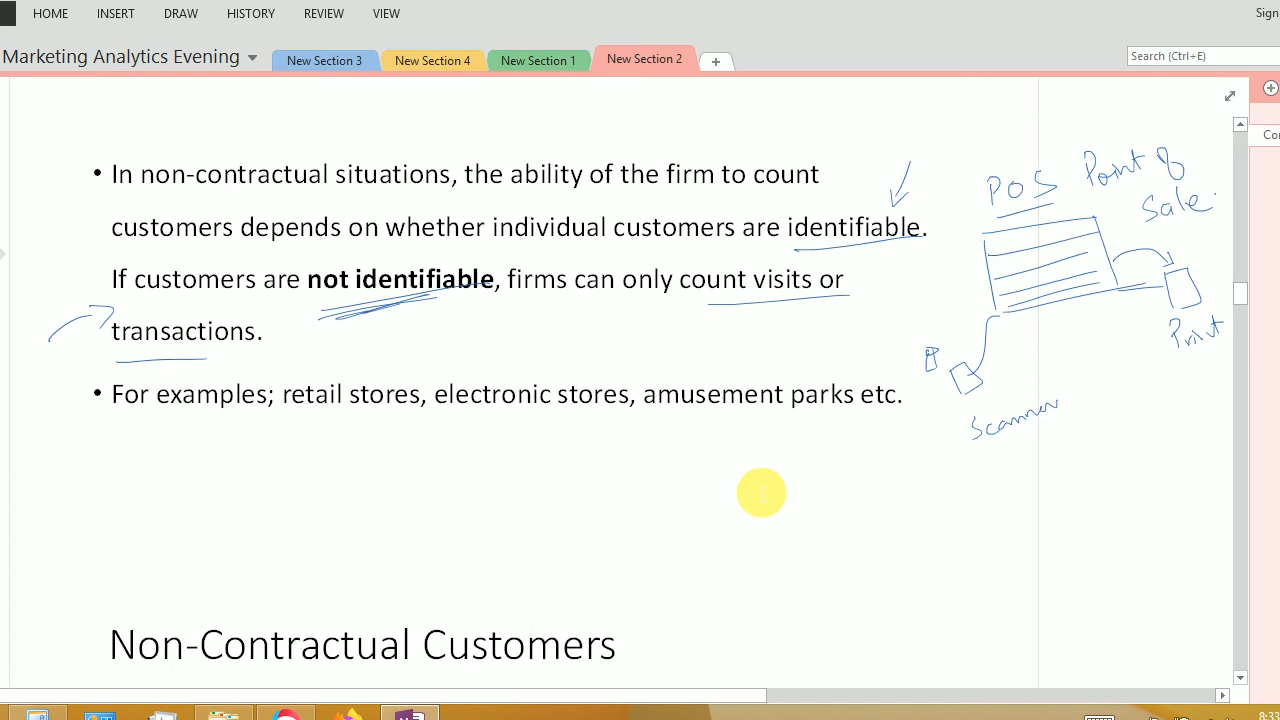 HOME INSERT DRAW HISTORY REVIEW VIEW
Sign
Marketing Analytics Evening
New Section 3
New Section 4
New Section 1
New Section 2
Search (Ctrl+E)
• In non-contractual situations, the ability of the firm to count
customers depends on whether individual customers are identifiable.
If customers are not identifiable, firms can only count visits or
transactions.
• For examples; retail stores, electronic stores, amusement parks etc.
POS
Point of
Sale.
Print
Scanner
Non-Contractual Customers